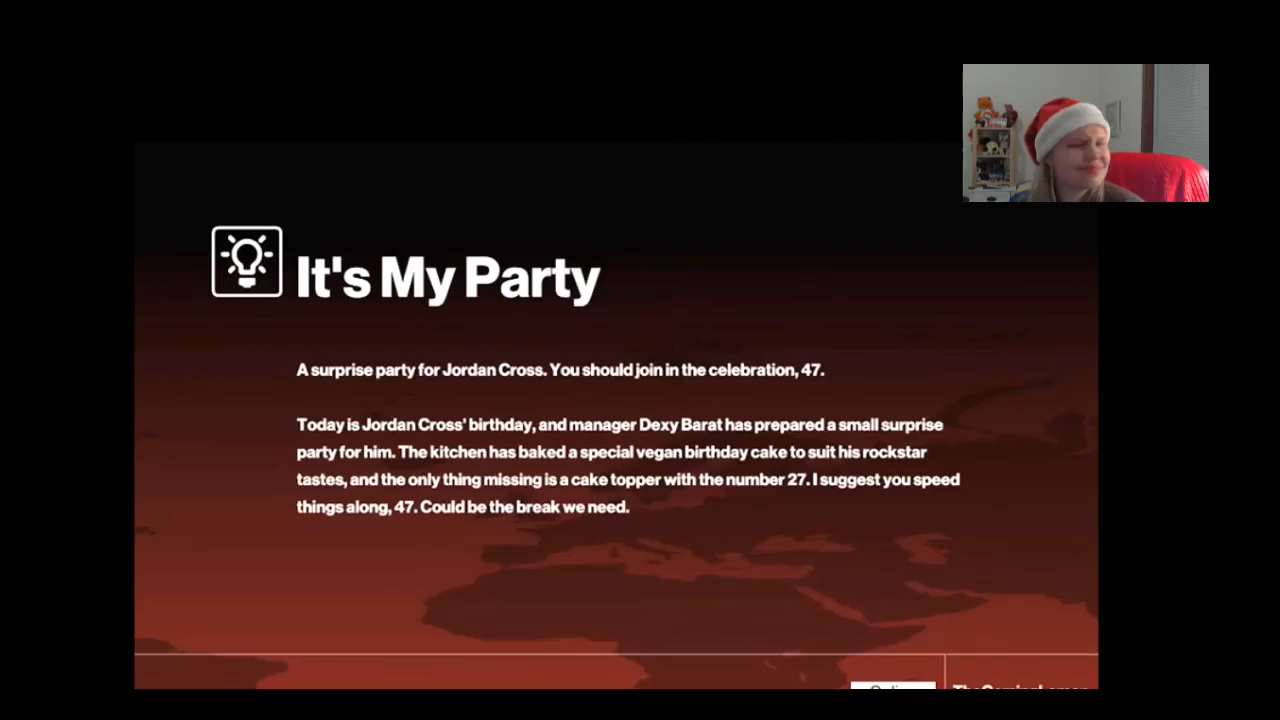 It's My Party
A surprise party for Jordan Cross. You should join in the celebration, 47.
Today is Jordan Cross' birthday, and manager Dexy Barat has prepared a small surprise
party for him. The kitchen has baked a special vegan birthday cake to suit his rockstar
tastes, and the only thing missing is a cake topper with the number 27. I suggest you speed
things along, 47. Could be the break we need.